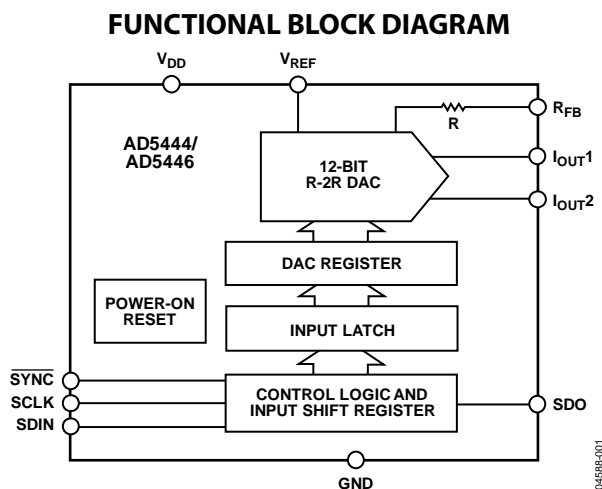 FUNCTIONAL BLOCK DIAGRAM
VDD
VREF
AD5444/
AD5446
R
RFB
12-BIT
R-2R DAC
IOUT1
IOUT2
DAC REGISTER
POWER-ON
RESET
INPUT LATCH
SYNC
SCLK
SDIN
CONTROL LOGIC AND
INPUT SHIFT REGISTER
SDO
GND
04588-001